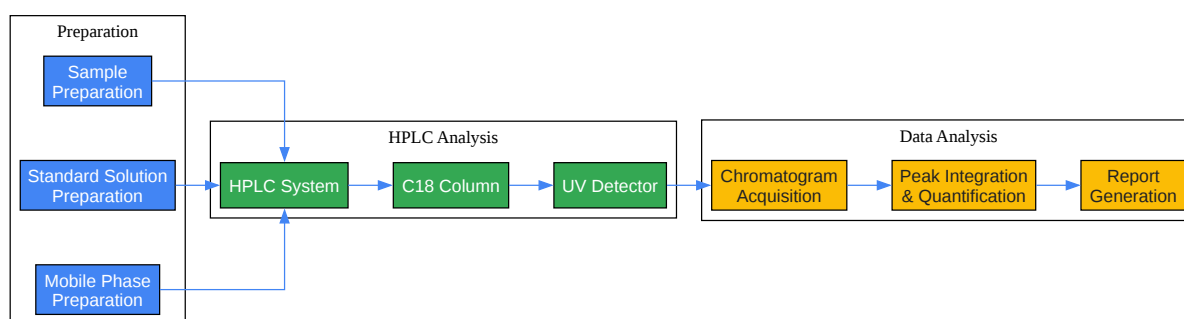 Preparation
Sample
Preparation
Standard Solution
Preparation
Mobile Phase
Preparation
HPLC Analysis
HPLC System
C18 Column
UV Detector
Data Analysis
Chromatogram
Acquisition
Peak Integration
& Quantification
Report
Generation